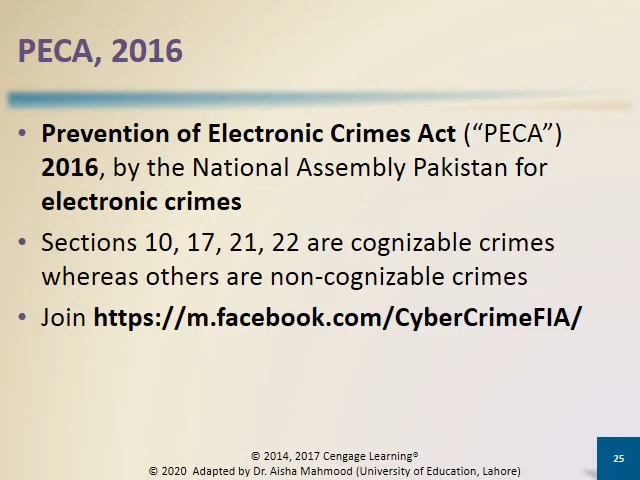 PECA, 2016
• Prevention of Electronic Crimes Act (“PECA”)
2016, by the National Assembly Pakistan for
electronic crimes
• Sections 10, 17, 21, 22 are cognizable crimes
whereas others are non-cognizable crimes
• Join https://m.facebook.com/CyberCrimeFIA/
© 2014, 2017 Cengage Learning®
© 2020 Adapted by Dr. Aisha Mahmood (University of Education, Lahore)
25